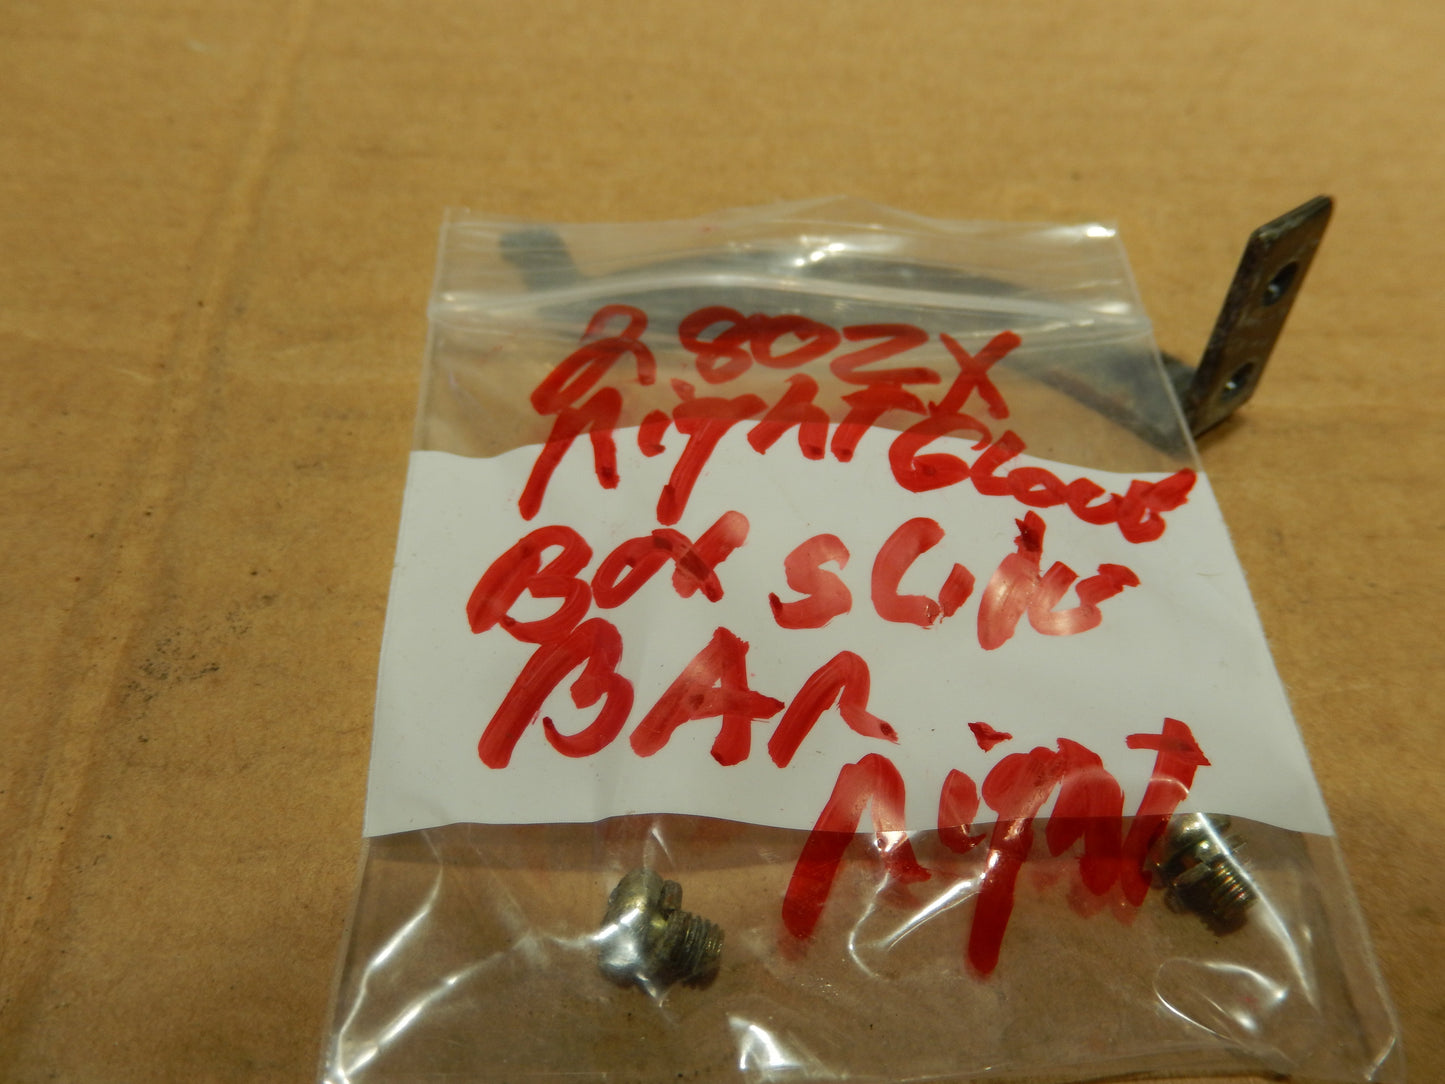 280ZX
Right Glove
Box Slide
BAR
Right